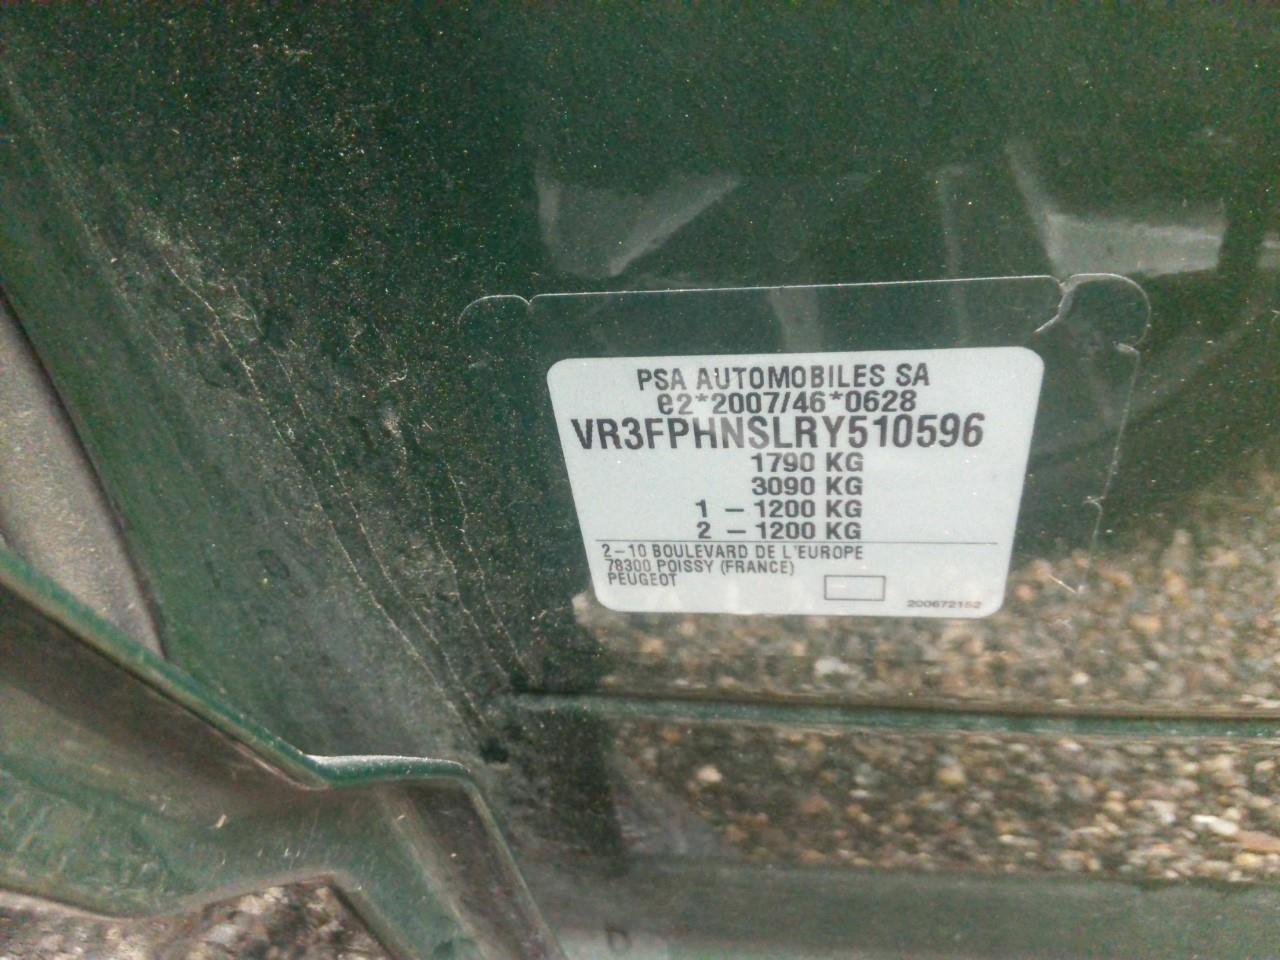 PSA AUTOMOBILES SA
e2*2007/46*0628
VR3FPHNSLRY510596
1790 KG
3090 KG
1 - 1200 KG
2 - 1200 KG
2-10 BOULEVARD DE L'EUROPE
78300 POISSY (FRANCE)
PEUGEOT
200672152